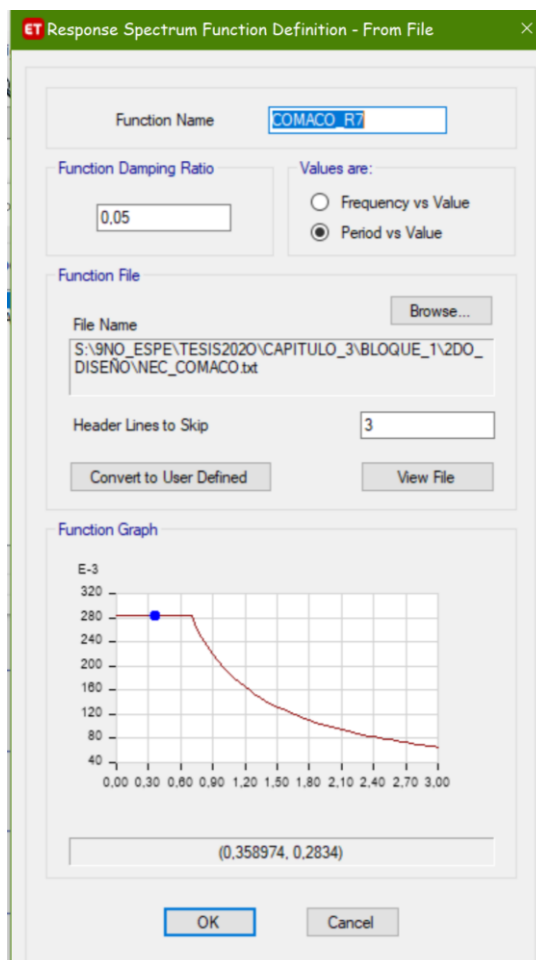 ET Response Spectrum Function Definition - From File ×
Function Name COMACO_R7
Function Damping Ratio
0,05
Values are:
Frequency vs Value
Period vs Value
Function File
Browse...
File Name
S:\9NO_ESPE\TESIS2020\CAPITULO_3\BLOQUE_1\2DO_
DISEÑO\NEC_COMACO.txt
Header Lines to Skip 3
Convert to User Defined View File
Function Graph
E-3
320
280
240
200
160
120
80
40
0,00 0,30 0,60 0,90 1,20 1,50 1,80 2,10 2,40 2,70 3,00
(0,358974, 0,2834)
OK Cancel